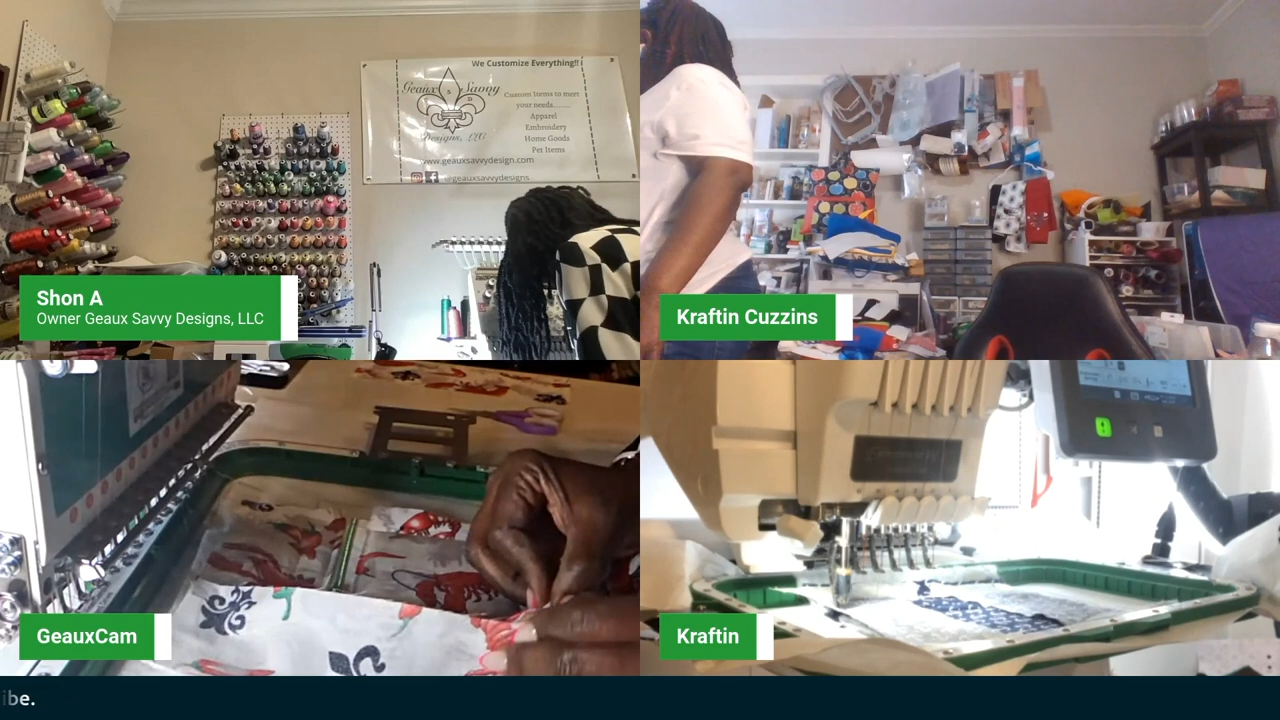 We Customize Everything!!
Geaux Savvy
Designs, LLC
Custom Items to meet
your needs........
Apparel
Embroidery
Home Goods
Pet Items
www.geauxsavvydesign.com
@geauxsavvydesigns
Shon A
Owner Geaux Savvy Designs, LLC
Kraftin Cuzzins
GeauxCam
Kraftin
ibe.